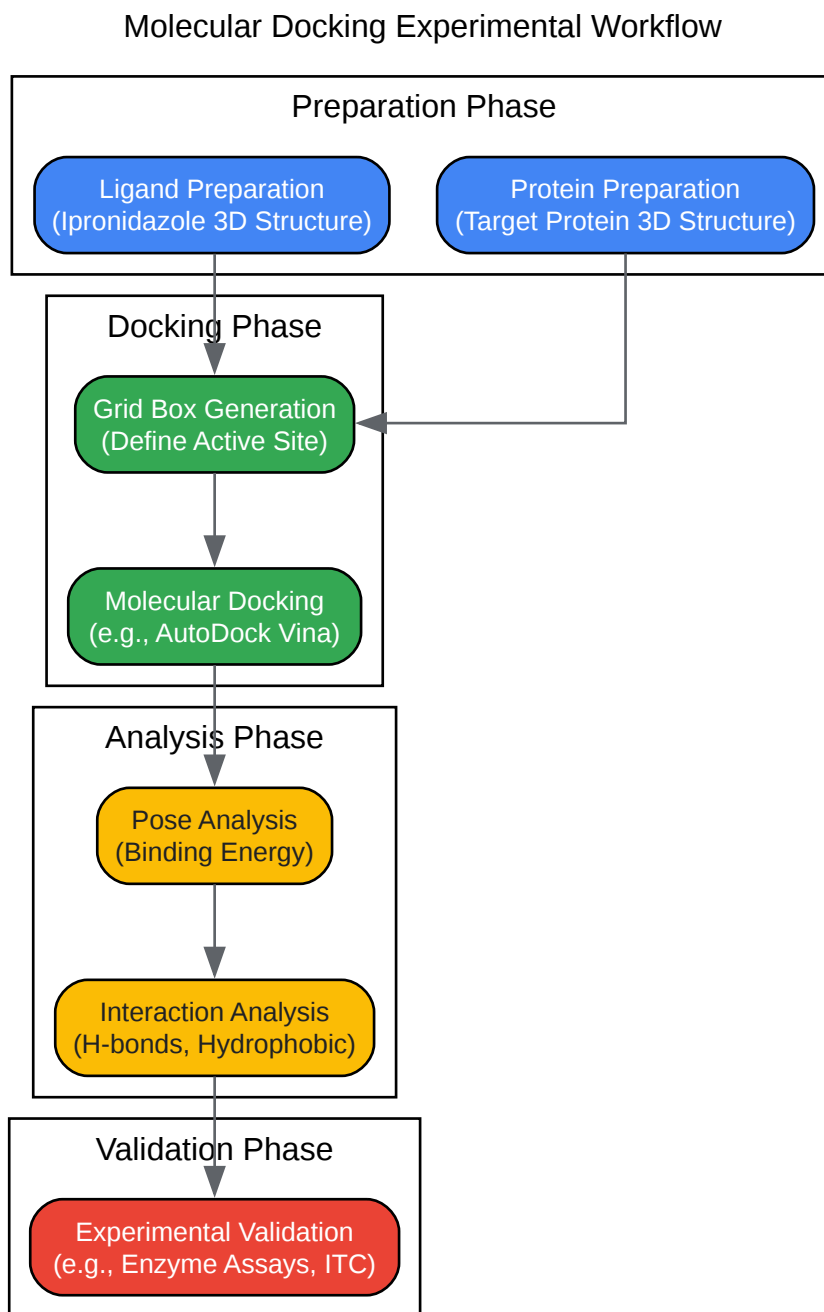 Molecular Docking Experimental Workflow
Preparation Phase
Ligand Preparation
(Ipronidazole 3D Structure)
Protein Preparation
(Target Protein 3D Structure)
Docking Phase
Grid Box Generation
(Define Active Site)
Molecular Docking
(e.g., AutoDock Vina)
Analysis Phase
Pose Analysis
(Binding Energy)
Interaction Analysis
(H-bonds, Hydrophobic)
Validation Phase
Experimental Validation
(e.g., Enzyme Assays, ITC)